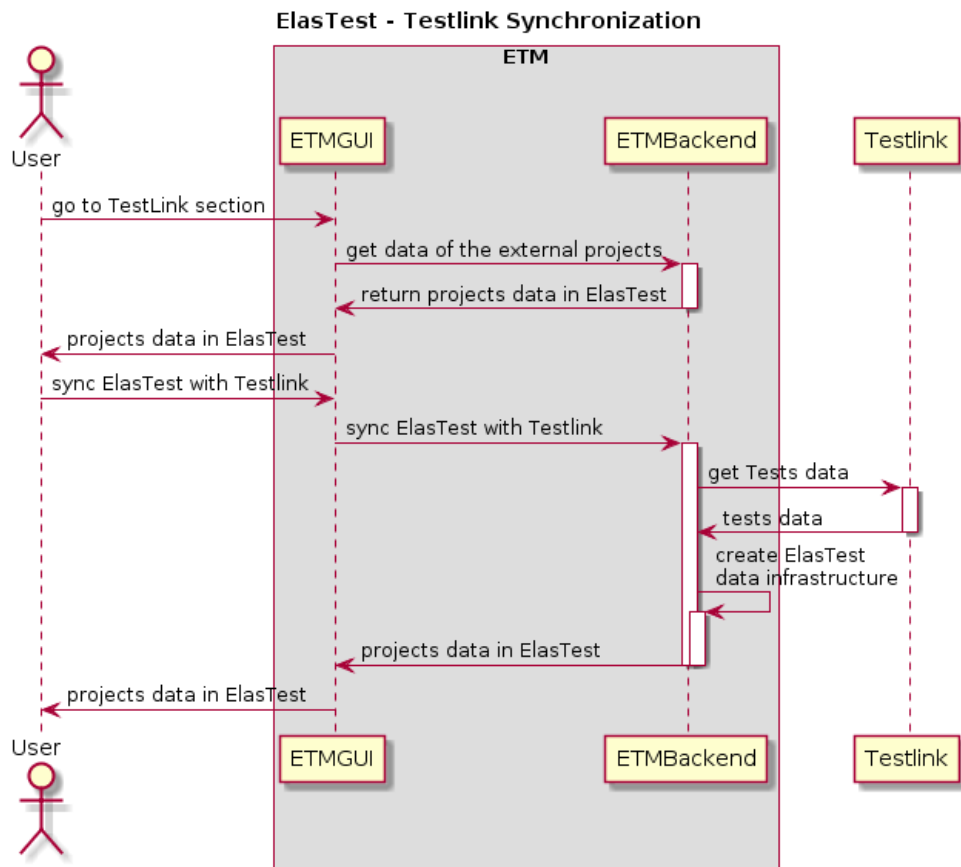 ElasTest - Testlink Synchronization
ETM
User
ETMGUI
ETMBackend
Testlink
go to TestLink section
get data of the external projects
return projects data in ElasTest
projects data in ElasTest
sync ElasTest with Testlink
sync ElasTest with Testlink
get Tests data
tests data
create ElasTest
data infrastructure
projects data in ElasTest
projects data in ElasTest
User
ETMGUI
ETMBackend
Testlink